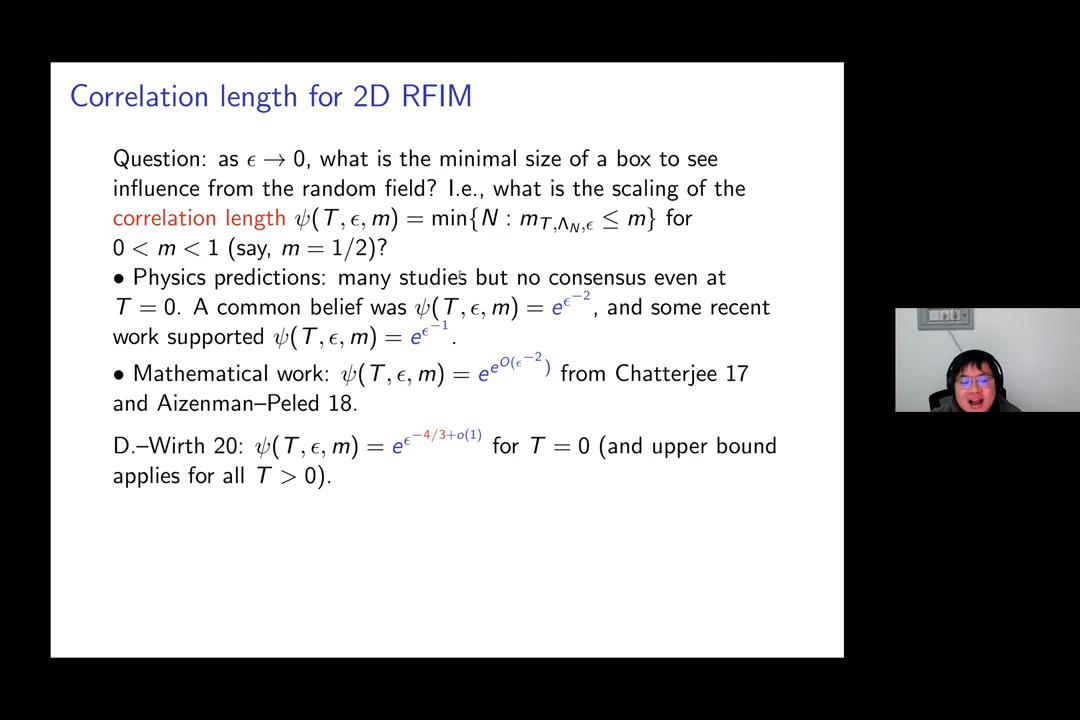 Correlation length for 2D RFIM
Question: as ϵ → 0, what is the minimal size of a box to see
influence from the random field? I.e., what is the scaling of the
correlation length ψ(T, ϵ, m) = min{N : m_{T,Λ_N,ϵ} ≤ m} for
0 < m < 1 (say, m = 1/2)?
• Physics predictions: many studies but no consensus even at
T = 0. A common belief was ψ(T, ϵ, m) = e^{ϵ^{−2}}, and some recent
work supported ψ(T, ϵ, m) = e^{ϵ^{−1}}.
• Mathematical work: ψ(T, ϵ, m) = e^{e^{O(ϵ^{−2})}} from Chatterjee 17
and Aizenman–Peled 18.
D.–Wirth 20: ψ(T, ϵ, m) = e^{ϵ^{−4/3+o(1)}} for T = 0 (and upper bound
applies for all T > 0).